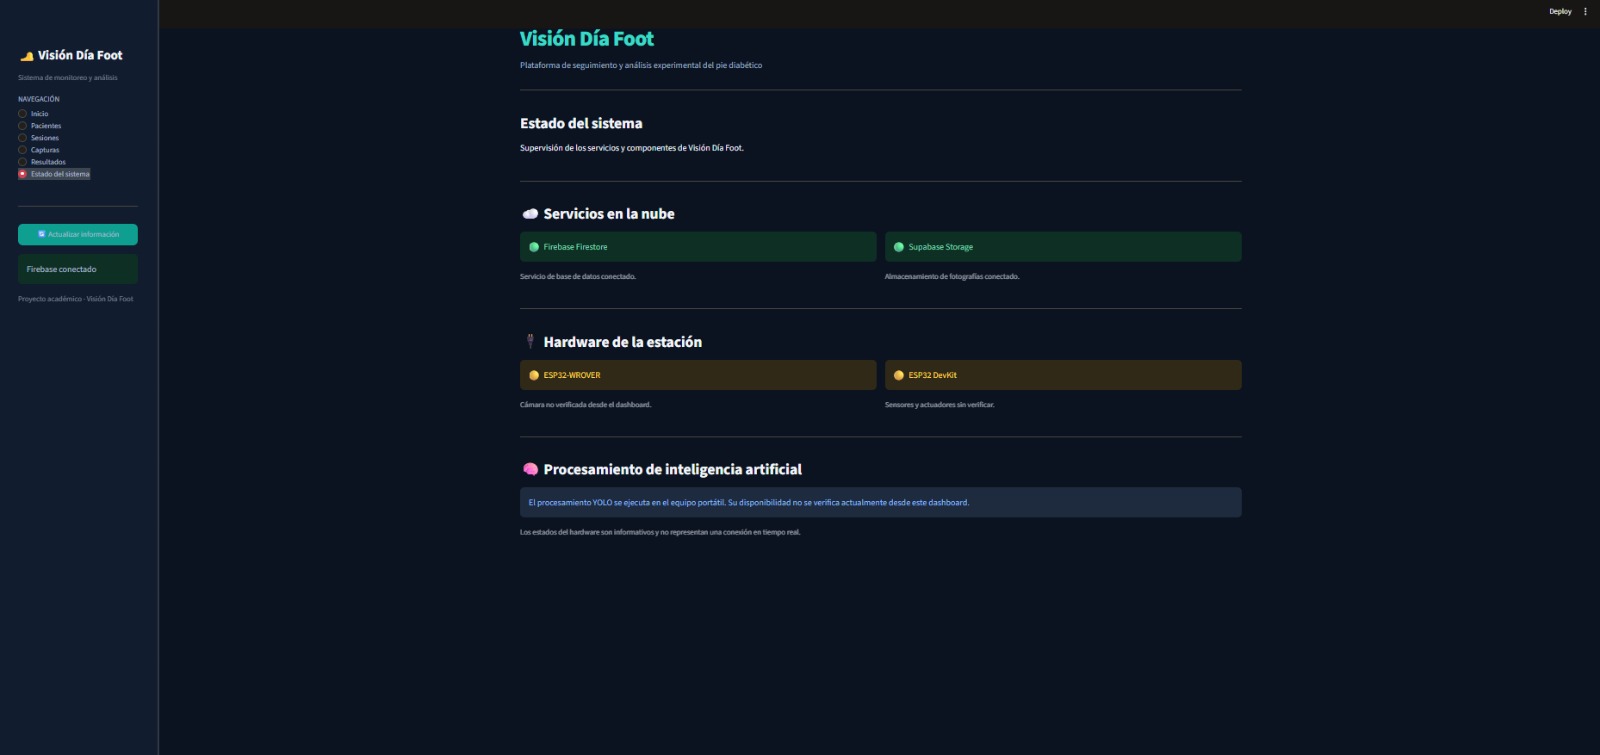 Deploy
Visión Día Foot
Sistema de monitoreo y análisis
NAVEGACIÓN
Inicio
Pacientes
Sesiones
Capturas
Resultados
Estado del sistema
Actualizar información
Firebase conectado
Proyecto académico · Visión Día Foot
Visión Día Foot
Plataforma de seguimiento y análisis experimental del pie diabético
Estado del sistema
Supervisión de los servicios y componentes de Visión Día Foot.
Servicios en la nube
Firebase Firestore
Supabase Storage
Servicio de base de datos conectado.
Almacenamiento de fotografías conectado.
Hardware de la estación
ESP32-WROVER
ESP32 DevKit
Cámara no verificada desde el dashboard.
Sensores y actuadores sin verificar.
Procesamiento de inteligencia artificial
El procesamiento YOLO se ejecuta en el equipo portátil. Su disponibilidad no se verifica actualmente desde este dashboard.
Los estados del hardware son informativos y no representan una conexión en tiempo real.